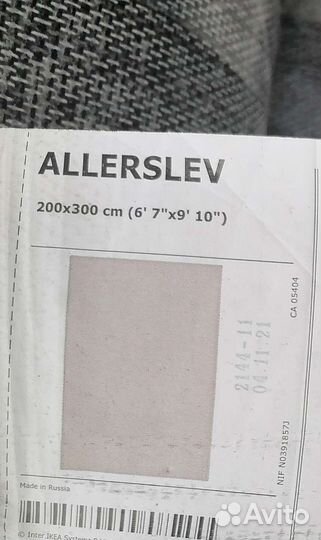 ALLERSLEV
200x300 cm (6' 7"x9' 10")
CA 05404
2144-11
04.11.21
NIF N0391857J
Made in Russia
© Inter IKEA Systems
Avito